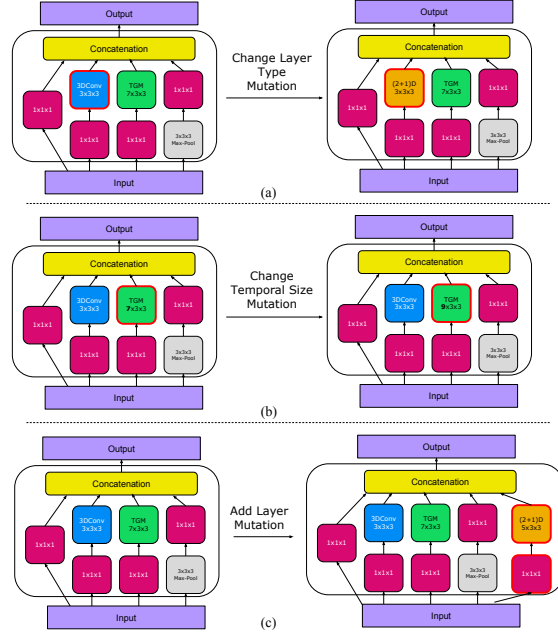 Output
Concatenation
3DConv
3x3x3
TGM
7x3x3
1x1x1
1x1x1
1x1x1
1x1x1
3x3x3
Max-Pool
Input
Change Layer
Type
Mutation
Output
Concatenation
(2+1)D
3x3x3
TGM
7x3x3
1x1x1
1x1x1
1x1x1
1x1x1
3x3x3
Max-Pool
Input
(a)
Output
Concatenation
3DConv
3x3x3
TGM
7x3x3
1x1x1
1x1x1
1x1x1
1x1x1
3x3x3
Max-Pool
Input
Change
Temporal Size
Mutation
Output
Concatenation
3DConv
3x3x3
TGM
9x3x3
1x1x1
1x1x1
1x1x1
1x1x1
3x3x3
Max-Pool
Input
(b)
Output
Concatenation
3DConv
3x3x3
TGM
7x3x3
1x1x1
1x1x1
1x1x1
1x1x1
3x3x3
Max-Pool
Input
Add Layer
Mutation
Output
Concatenation
3DConv
3x3x3
TGM
7x3x3
1x1x1
(2+1)D
5x3x3
1x1x1
1x1x1
1x1x1
3x3x3
Max-Pool
1x1x1
Input
(c)